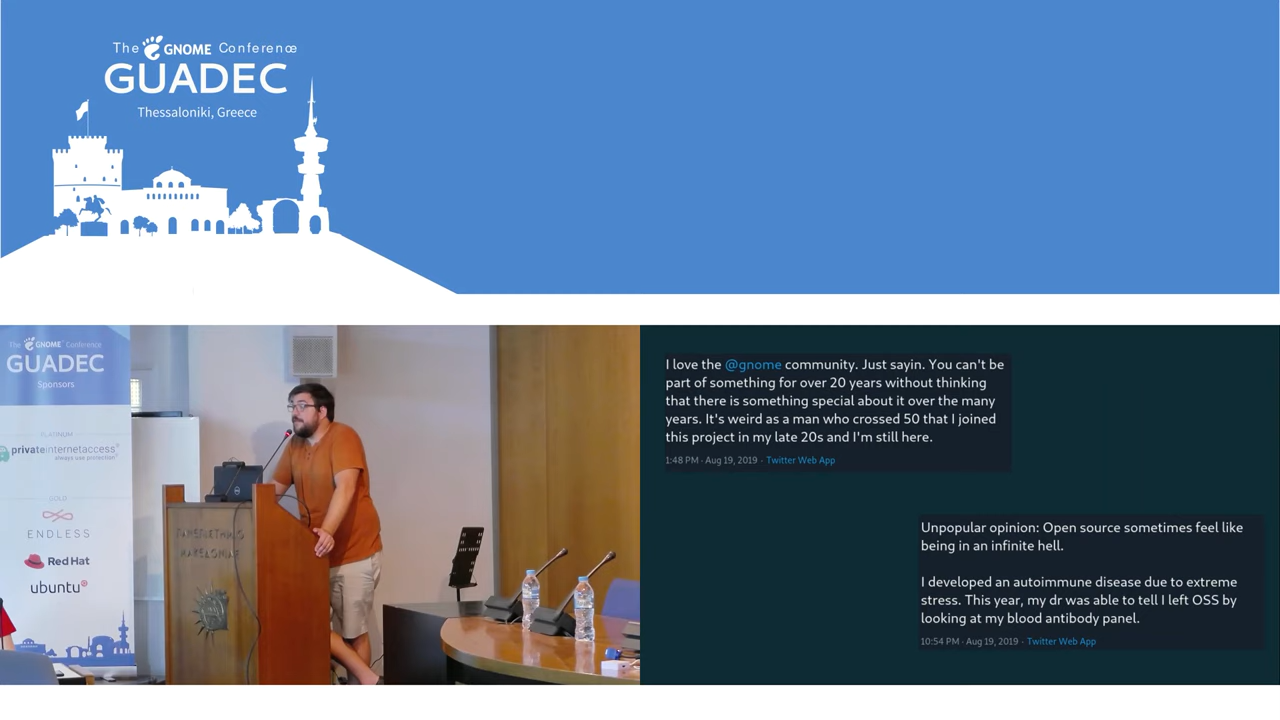 The GNOME Conference
GUADEC
Thessaloniki, Greece
The GNOME Conference
GUADEC
Sponsors
PLATINUM
privateinternetaccess®
always use protection®
GOLD
ENDLESS
Red Hat
ubuntu®
ΠΑΝΕΠΙΣΤΗΜΙΟ
ΜΑΚΕΔΟΝΙΑΣ
I love the @gnome community. Just sayin. You can't be
part of something for over 20 years without thinking
that there is something special about it over the many
years. It's weird as a man who crossed 50 that I joined
this project in my late 20s and I'm still here.
1:48 PM · Aug 19, 2019 · Twitter Web App
Unpopular opinion: Open source sometimes feel like
being in an infinite hell.
I developed an autoimmune disease due to extreme
stress. This year, my dr was able to tell I left OSS by
looking at my blood antibody panel.
10:54 PM · Aug 19, 2019 · Twitter Web App